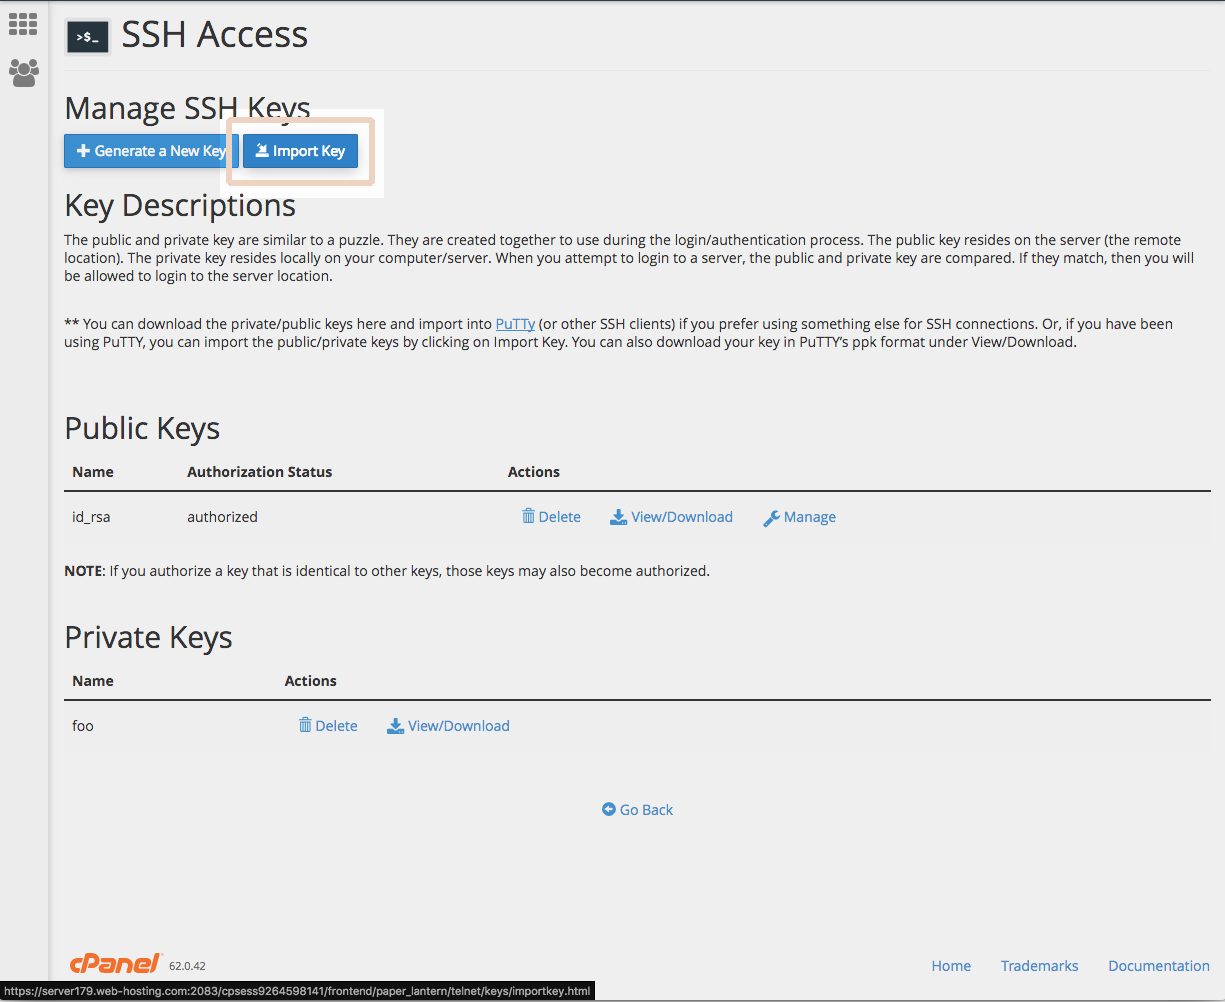 >$_ SSH Access
Manage SSH Keys
Generate a New Key Import Key
Key Descriptions
The public and private key are similar to a puzzle. They are created together to use during the login/authentication process. The public key resides on the server (the remote
location). The private key resides locally on your computer/server. When you attempt to login to a server, the public and private key are compared. If they match, then you will
be allowed to login to the server location.
** You can download the private/public keys here and import into PuTTy (or other SSH clients) if you prefer using something else for SSH connections. Or, if you have been
using PuTTY, you can import the public/private keys by clicking on Import Key. You can also download your key in PuTTY's ppk format under View/Download.
Public Keys
Name Authorization Status Actions
id_rsa authorized Delete View/Download Manage
NOTE: If you authorize a key that is identical to other keys, those keys may also become authorized.
Private Keys
Name Actions
foo Delete View/Download
Go Back
cPanel 62.0.42 Home Trademarks Documentation
https://server179.web-hosting.com:2083/cpsess9264598141/frontend/paper_lantern/telnet/keys/importkey.html